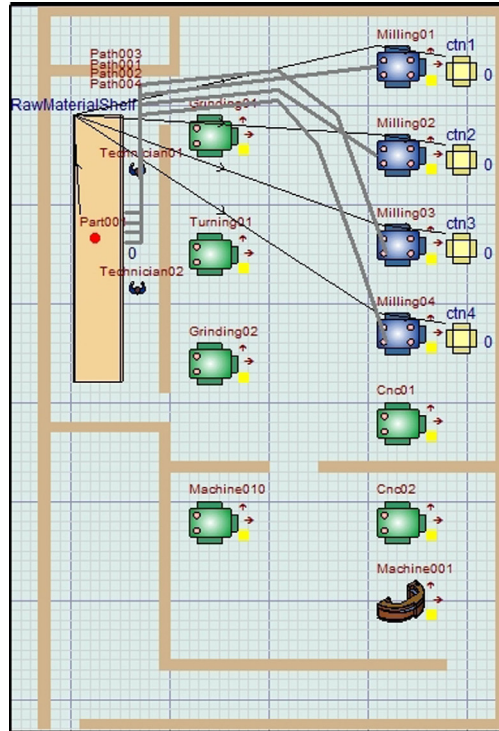 Milling01
ctn1
0
Path003
Path001
Path002
Path004
RawMaterialShelf
Grinding01
Milling02
ctn2
0
Technician01
Part001
0
Turning01
Milling03
ctn3
0
Technician02
Milling04
ctn4
0
Grinding02
Cnc01
Machine010
Cnc02
Machine001